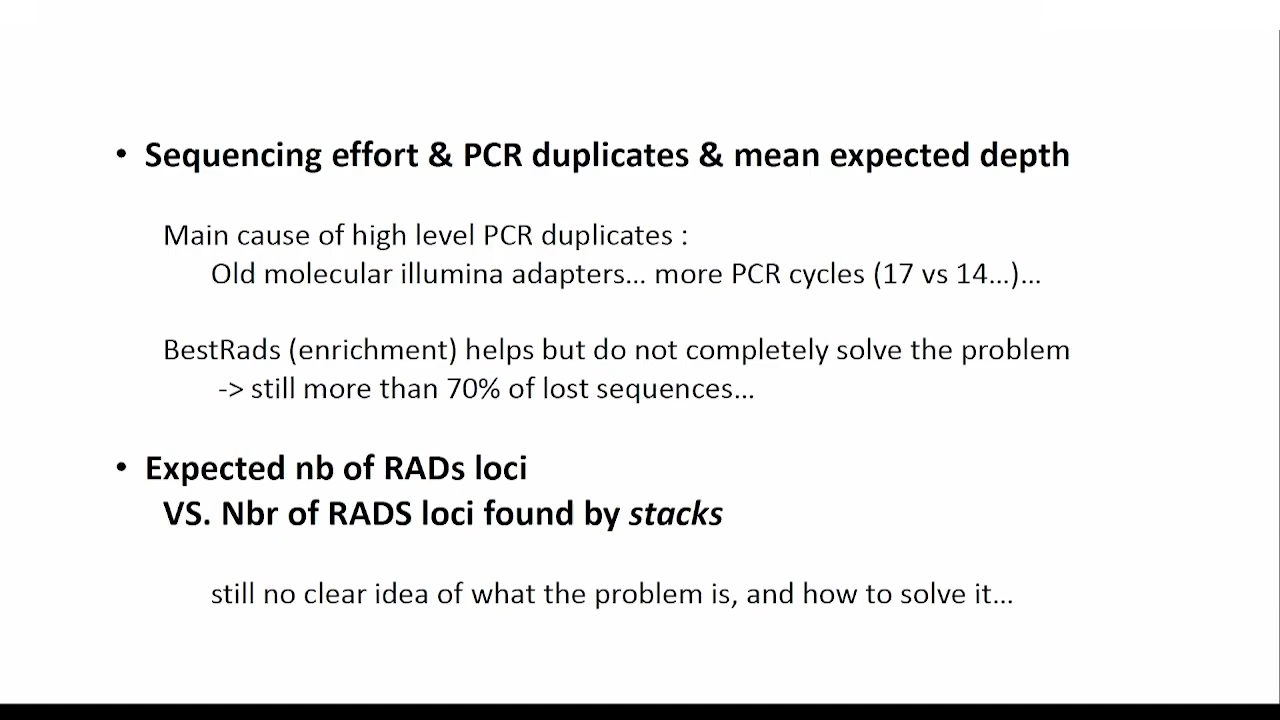 • Sequencing effort & PCR duplicates & mean expected depth
Main cause of high level PCR duplicates :
Old molecular illumina adapters... more PCR cycles (17 vs 14...)...
BestRads (enrichment) helps but do not completely solve the problem
-> still more than 70% of lost sequences...
• Expected nb of RADs loci
VS. Nbr of RADS loci found by stacks
still no clear idea of what the problem is, and how to solve it...